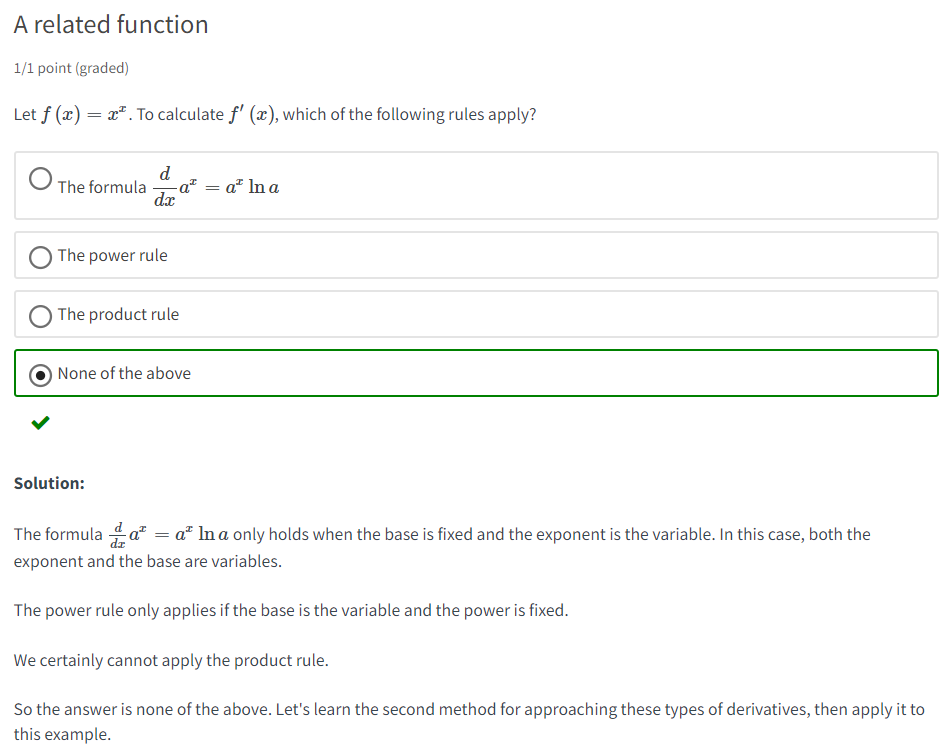 A related function
1/1 point (graded)
Let f (x) = xˣ. To calculate f′ (x), which of the following rules apply?
The formula d/dx aˣ = aˣ ln a
The power rule
The product rule
None of the above
Solution:
The formula d/dx aˣ = aˣ ln a only holds when the base is fixed and the exponent is the variable. In this case, both the
exponent and the base are variables.
The power rule only applies if the base is the variable and the power is fixed.
We certainly cannot apply the product rule.
So the answer is none of the above. Let's learn the second method for approaching these types of derivatives, then apply it to
this example.